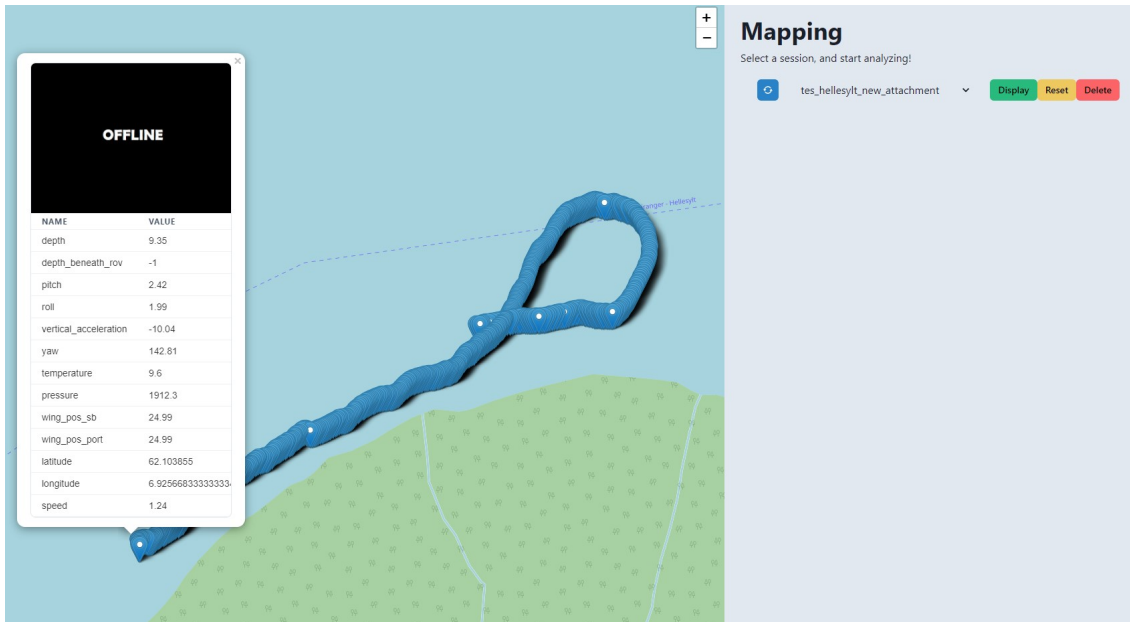 +
−
×
OFFLINE
NAME VALUE
depth 9.35
depth_beneath_rov -1
pitch 2.42
roll 1.99
vertical_acceleration -10.04
yaw 142.81
temperature 9.6
pressure 1912.3
wing_pos_sb 24.99
wing_pos_port 24.99
latitude 62.103855
longitude 6.92566833333333
speed 1.24
anger - Hellesylt
Mapping
Select a session, and start analyzing!
tes_hellesylt_new_attachment
Display Reset Delete